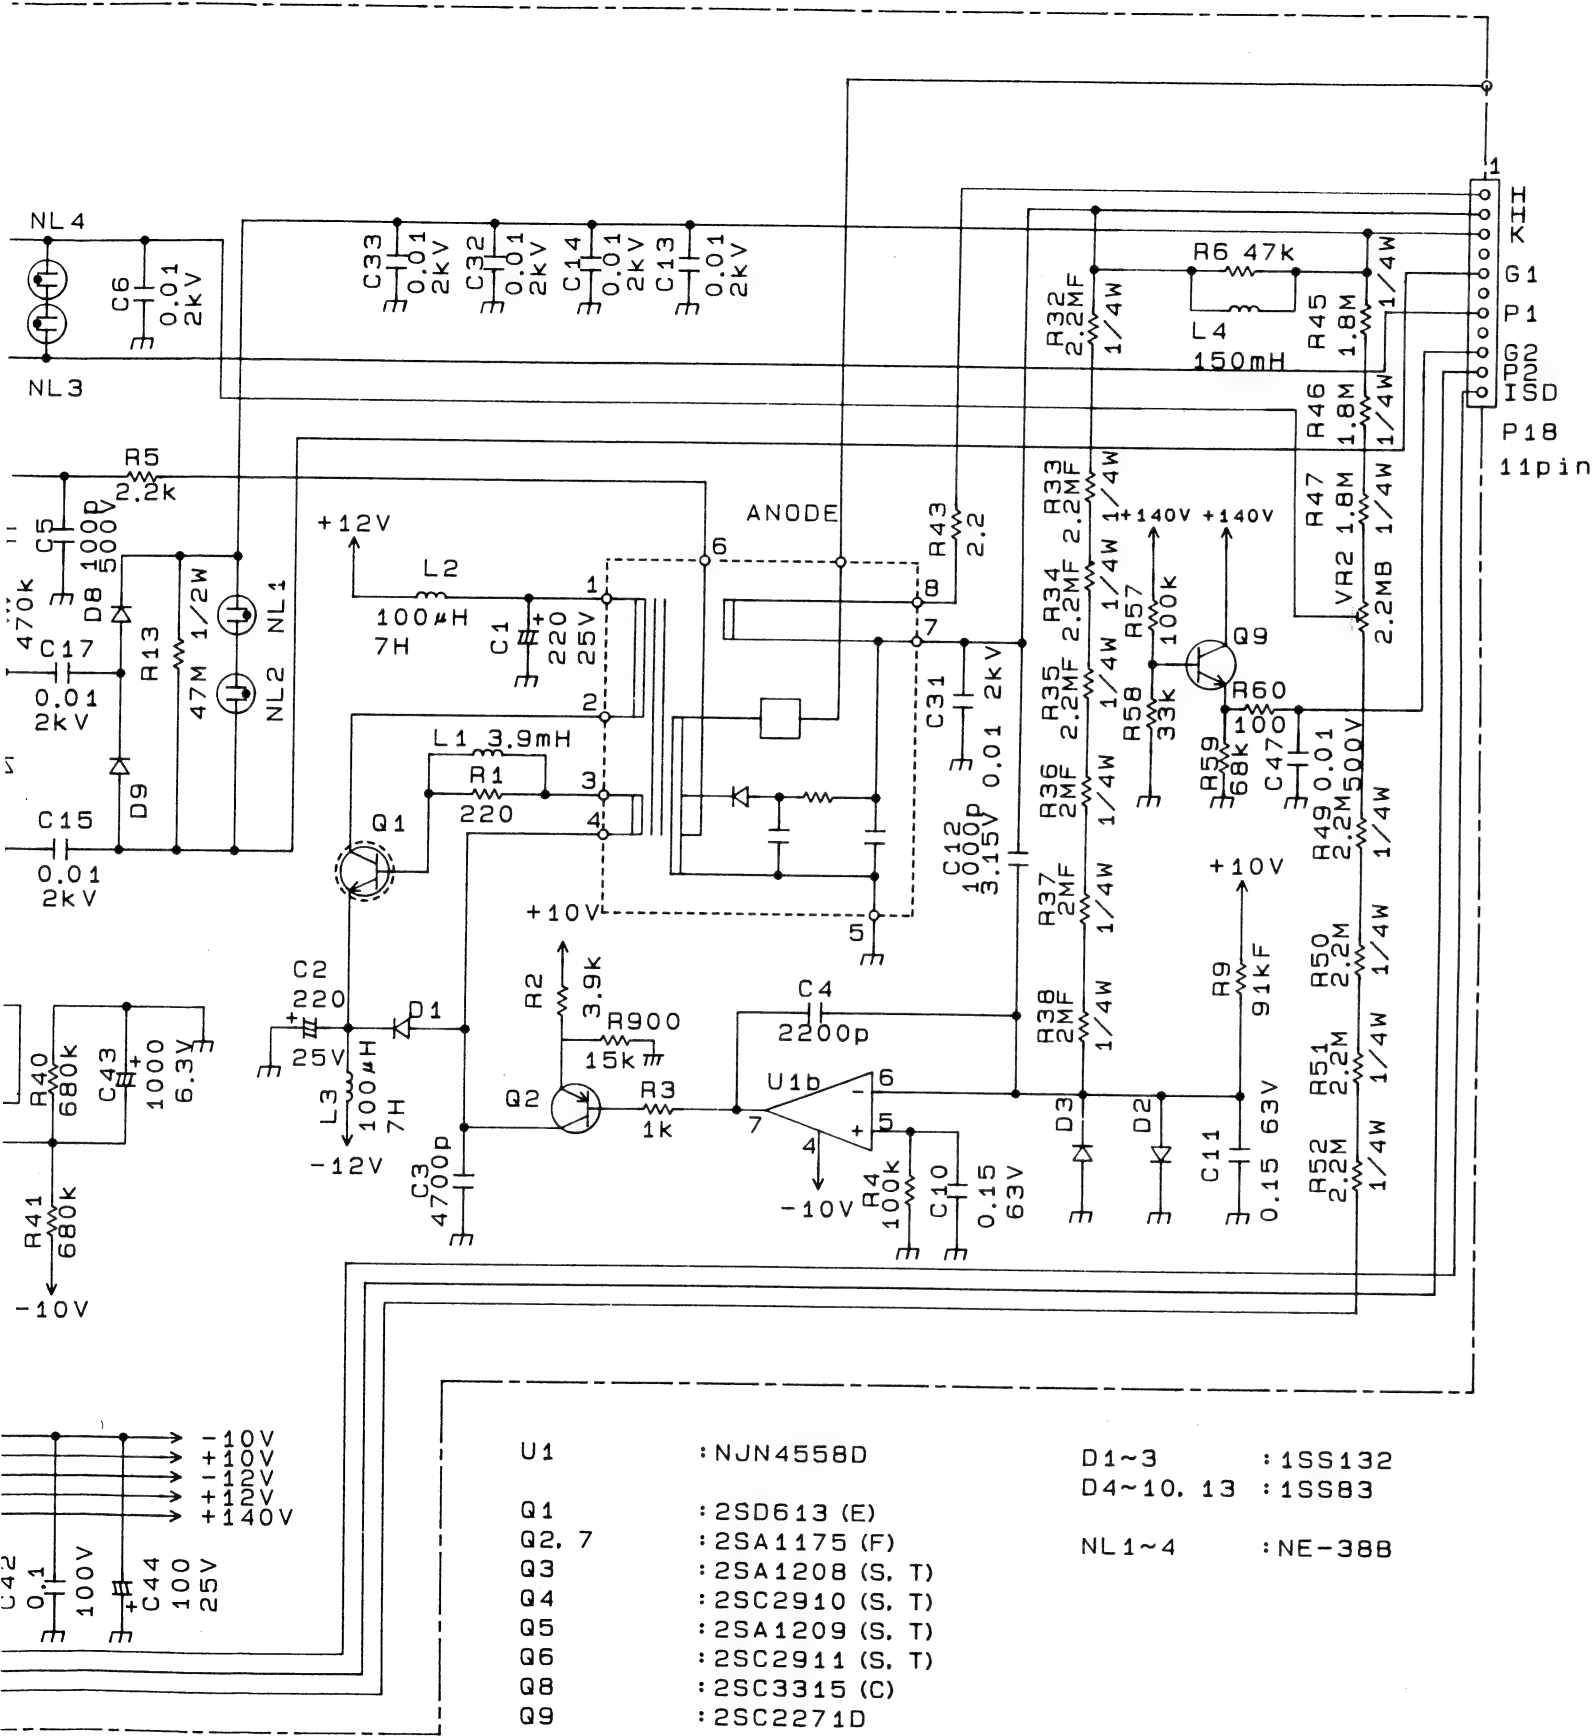 1
H
H
K
G1
P1
G2
P2
ISD
P18
11pin
NL4
C6
0.01
2kV
NL3
C33
0.01
2kV
C32
0.01
2kV
C14
0.01
2kV
C13
0.01
2kV
R6 47k
L4
150mH
R32
2.2MF
1/4W
R45
1.8M
1/4W
R46
1.8M
1/4W
R47
1.8M
1/4W
VR2
2.2MB
R5
2.2k
C5
100p
500V
470k
D8
C17
0.01
2kV
R13
47M 1/2W
NL1
NL2
D9
C15
0.01
2kV
+12V
L2
100μH
7H
C1
+
220
25V
ANODE
6
1
2
3
4
5
7
8
L1 3.9mH
R1
220
Q1
R43
2.2
C31
0.01 2kV
C12
1000p
3.15V
R33
2.2MF
1/4W
R34
2.2MF
1/4W
R35
2.2MF
1/4W
R36
2MF
1/4W
R37
2MF
1/4W
R38
2MF
1/4W
+140V
+140V
R57
100k
Q9
R58
33k
R60
100
R59
68k
C47
0.01
500V
R49
2.2M
1/4W
R50
2.2M
1/4W
R51
2.2M
1/4W
R52
2.2M
1/4W
+10V
R9
91kF
+10V
R2
3.9k
R900
15k
C4
2200p
C2
220
+
25V
D1
L3
100μH
7H
-12V
Q2
R3
1k
U1b
6
-
7
+
5
4
-10V
C3
4700p
R4
100k
C10
0.15
63V
D3
D2
C11
0.15 63V
R40
680k
C43
+
1000
6.3V
R41
680k
-10V
-10V
+10V
-12V
+12V
+140V
C42
0.1
100V
+
C44
100
25V
U1 :NJN4558D
Q1 :2SD613(E)
Q2, 7 :2SA1175(F)
Q3 :2SA1208(S, T)
Q4 :2SC2910(S, T)
Q5 :2SA1209(S, T)
Q6 :2SC2911(S, T)
Q8 :2SC3315(C)
Q9 :2SC2271D
D1~3 :1SS132
D4~10, 13 :1SS83
NL1~4 :NE-38B